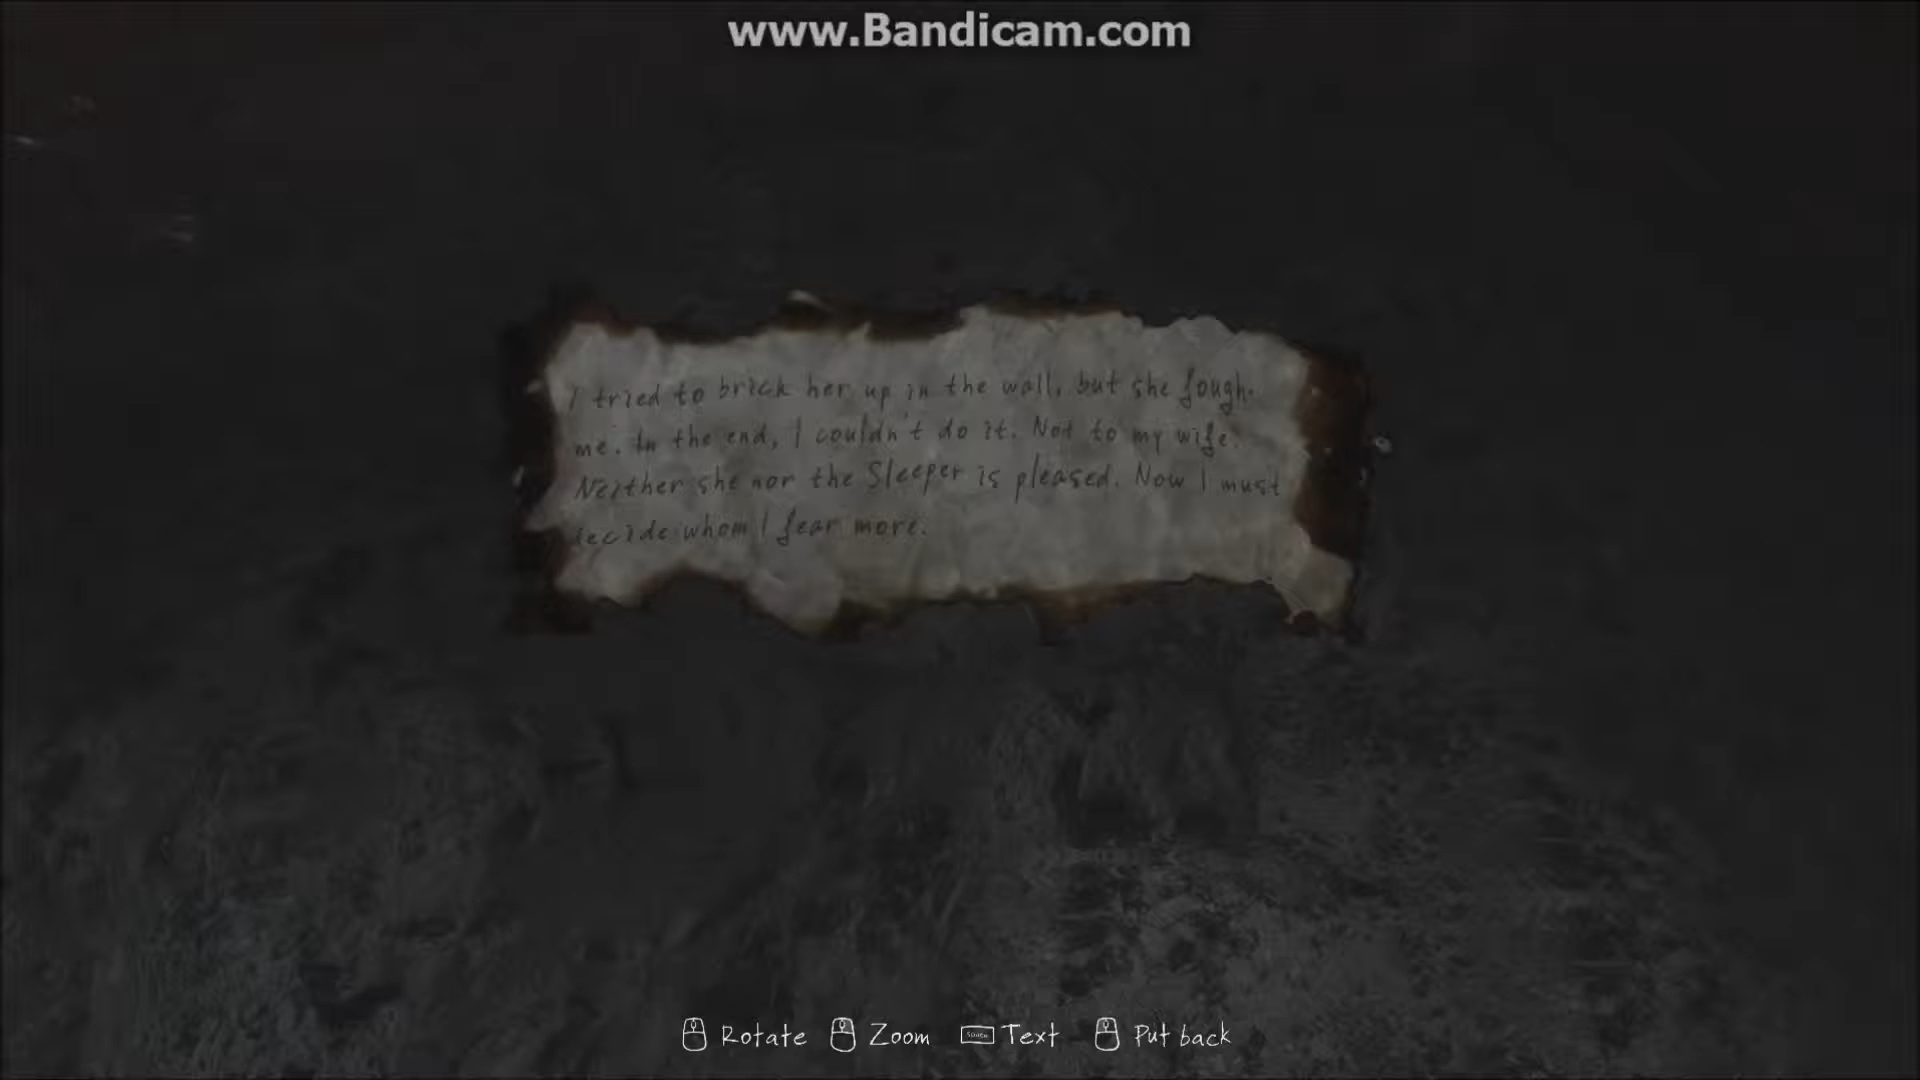 www.Bandicam.com
I tried to brick her up in the wall, but she fough
me. In the end, I couldn't do it. Not to my wife.
Neither she nor the Sleeper is pleased. Now I must
decide whom I fear more.
Rotate Zoom Text Put back